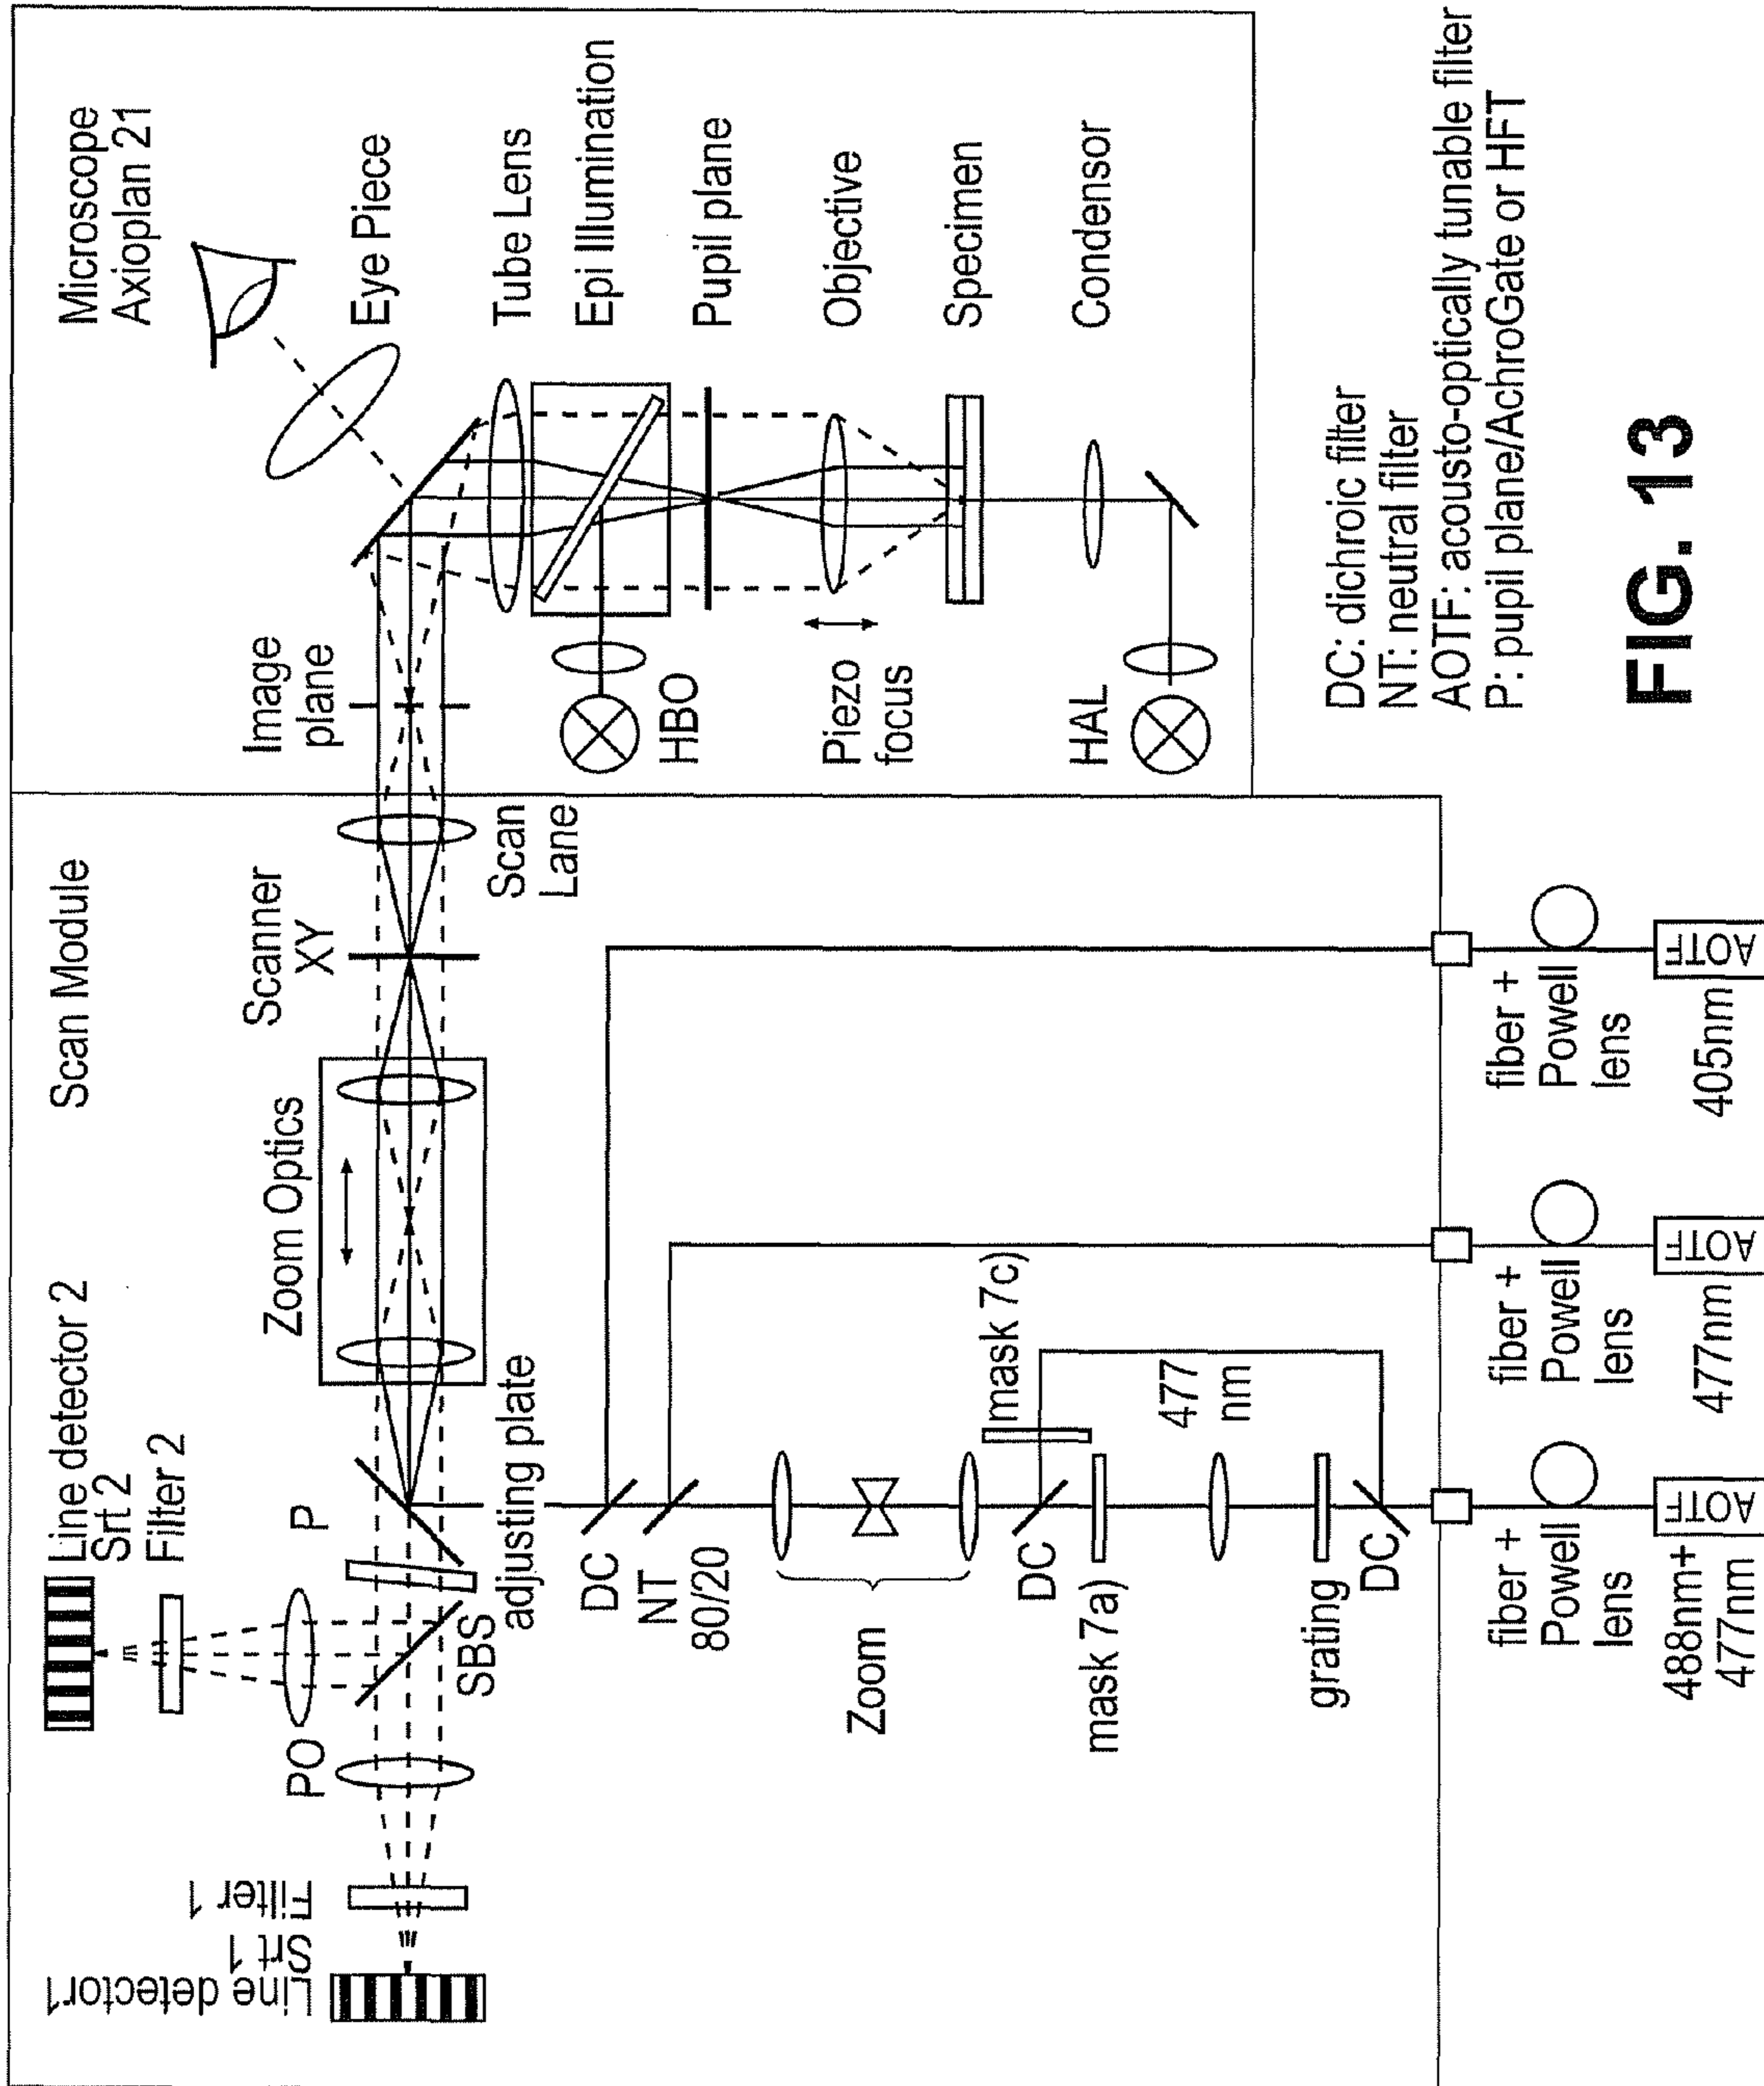 Microscope
Axioplan 21
Eye Piece
Tube Lens
Epi Illumination
Pupil plane
Objective
Specimen
Condensor
Image
plane
HBO
Piezo
focus
HAL
Scan Module
Scanner
XY
Scan
Lane
Zoom Optics
Line detector 2
Srt 2
Filter 2
P
PO
SBS
adjusting plate
Filter 1
Srt 1
Line detector1
DC
NT
80/20
Zoom
mask 7c)
DC
mask 7a)
477
nm
grating
DC
fiber +
Powell
lens
AOTF
488nm+
477nm
fiber +
Powell
lens
AOTF
477nm
fiber +
Powell
lens
AOTF
405nm
DC: dichroic filter
NT: neutral filter
AOTF: acousto-optically tunable filter
P: pupil plane/AchroGate or HFT
FIG. 13